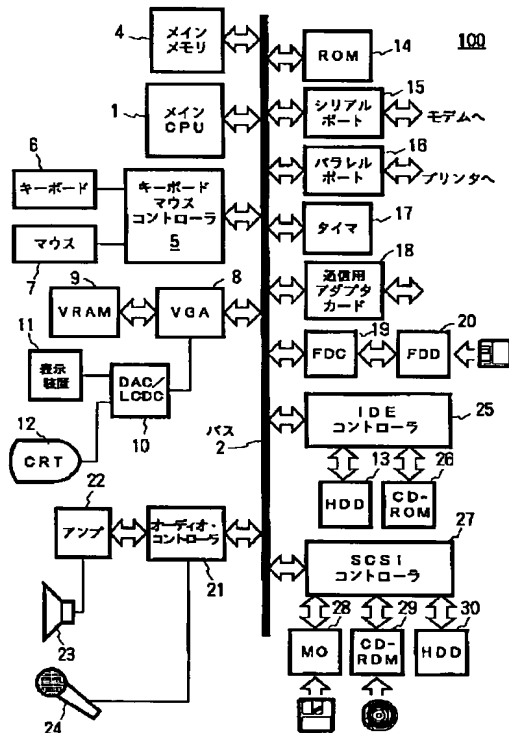 100
4
メイン
メモリ
1
メイン
CPU
6
キーボード
マウス
7
キーボード
マウス
コントローラ
5
9
VRAM
8
VGA
11
表示
装置
DAC/
LCDC
10
12
CRT
バス
2
22
アンプ
オーディオ・
コントローラ
21
23
24
ROM
14
15
シリアル
ポート
モデムへ
16
パラレル
ポート
プリンタへ
タイマ
17
18
通信用
アダプタ
カード
19
FDC
20
FDD
IDE
コントローラ
25
HDD
13
CD-
ROM
26
27
SCSI
コントローラ
28
MO
29
CD-
RDM
30
HDD